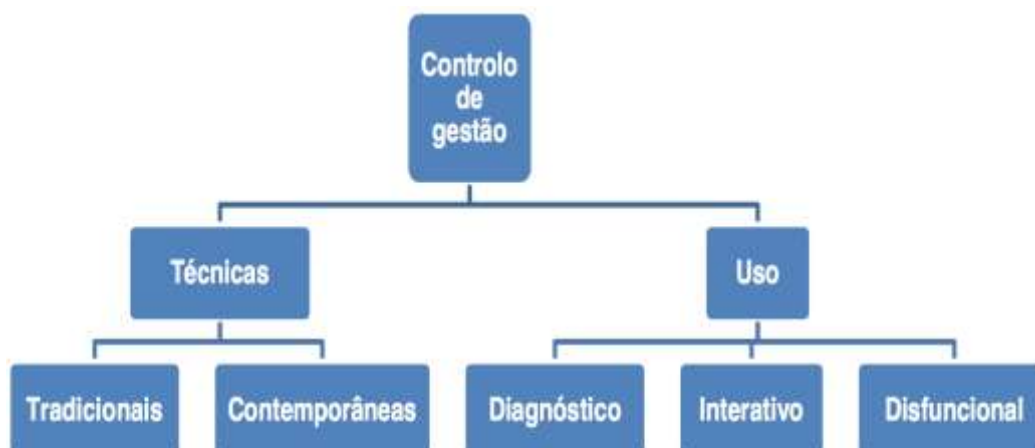 Controlo
de
gestão
Técnicas
Uso
Tradicionais
Contemporâneas
Diagnóstico
Interativo
Disfuncional